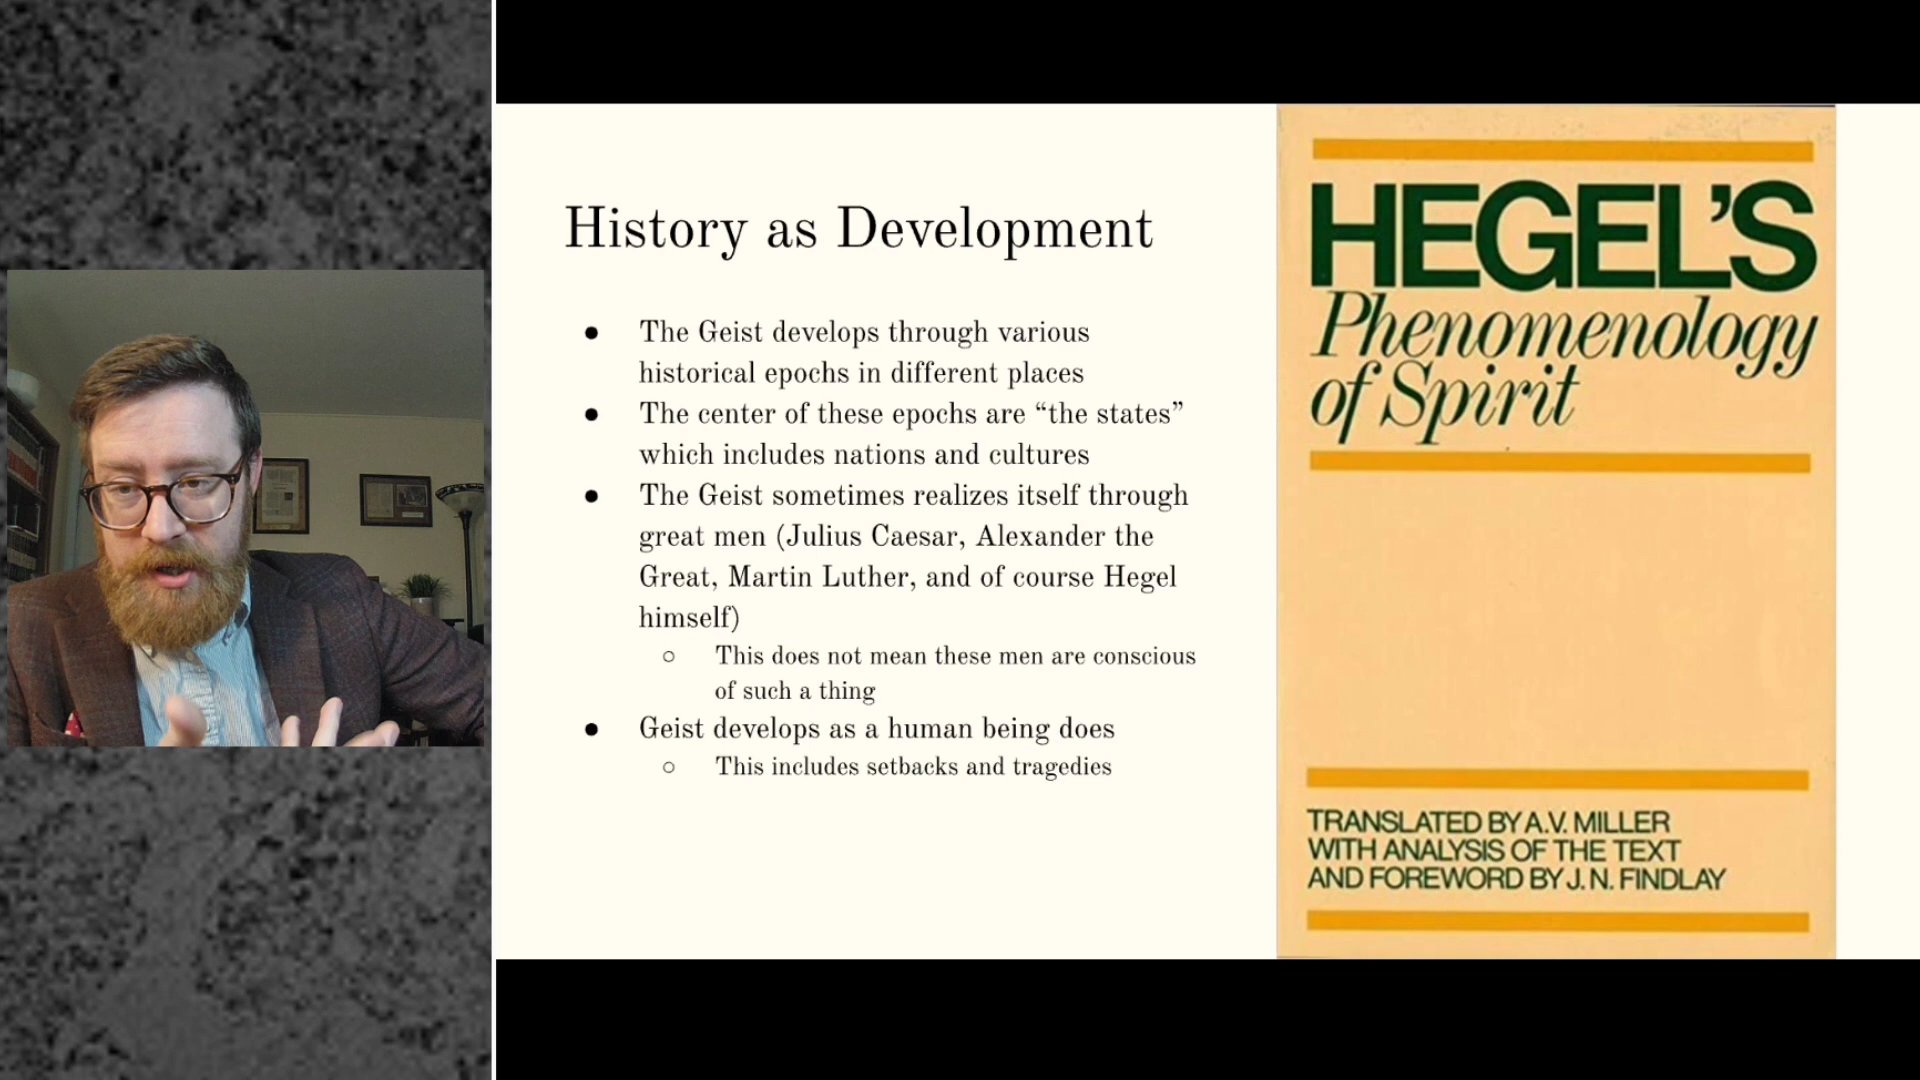 History as Development
● The Geist develops through various
historical epochs in different places
● The center of these epochs are “the states”
which includes nations and cultures
● The Geist sometimes realizes itself through
great men (Julius Caesar, Alexander the
Great, Martin Luther, and of course Hegel
himself)
○ This does not mean these men are conscious
of such a thing
● Geist develops as a human being does
○ This includes setbacks and tragedies
HEGEL’S
Phenomenology
of Spirit
TRANSLATED BY A.V. MILLER
WITH ANALYSIS OF THE TEXT
AND FOREWORD BY J. N. FINDLAY